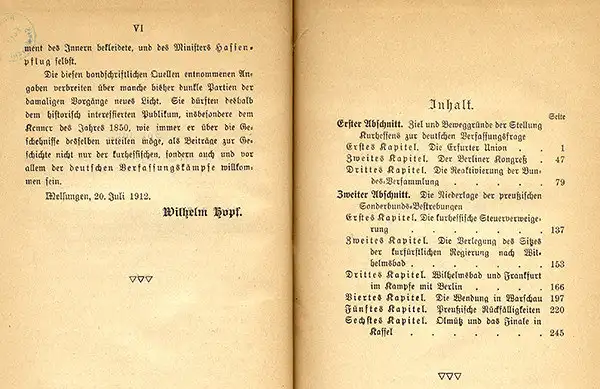 VI
ment des Innern bekleidete, und des Ministers Hassen-
pflug selbst.
Die diesen handschriftlichen Quellen entnommenen An-
gaben verbreiten über manche bisher dunkle Partien der
damaligen Vorgänge neues Licht. Sie dürften deshalb
dem historisch interessierten Publikum, insbesondere dem
Kenner des Jahres 1850, wie immer er über die Ge-
schehnisse desselben urteilen möge, als Beiträge zur Ge-
schichte nicht nur der kurhessischen, sondern auch und vor
allem der deutschen Verfassungskämpfe willkom-
men sein.
Melsungen, 20. Juli 1912.
Wilhelm Hopf.
Inhalt.
Seite
Erster Abschnitt. Ziel und Beweggründe der Stellung
Kurhessens zur deutschen Verfassungsfrage
Erstes Kapitel. Die Erfurter Union . . 1
Zweites Kapitel. Der Berliner Kongreß . 47
Drittes Kapitel. Die Reaktivierung der Bun-
des-Versammlung . . . . . 79
Zweiter Abschnitt. Die Niederlage der preußischen
Sonderbunds-Bestrebungen
Erstes Kapitel. Die kurhessische Steuerverweige-
rung . . . . . . . 137
Zweites Kapitel. Die Verlegung des Sitzes
der kurfürstlichen Regierung nach Wil-
helmsbad . . . . . . . 153
Drittes Kapitel. Wilhelmsbad und Frankfurt
im Kampfe mit Berlin . . . . . 166
Viertes Kapitel. Die Wendung in Warschau 197
Fünftes Kapitel. Preußische Rückfälligkeiten 220
Sechstes Kapitel. Olmütz und das Finale in
Kassel . . . . . . . 245